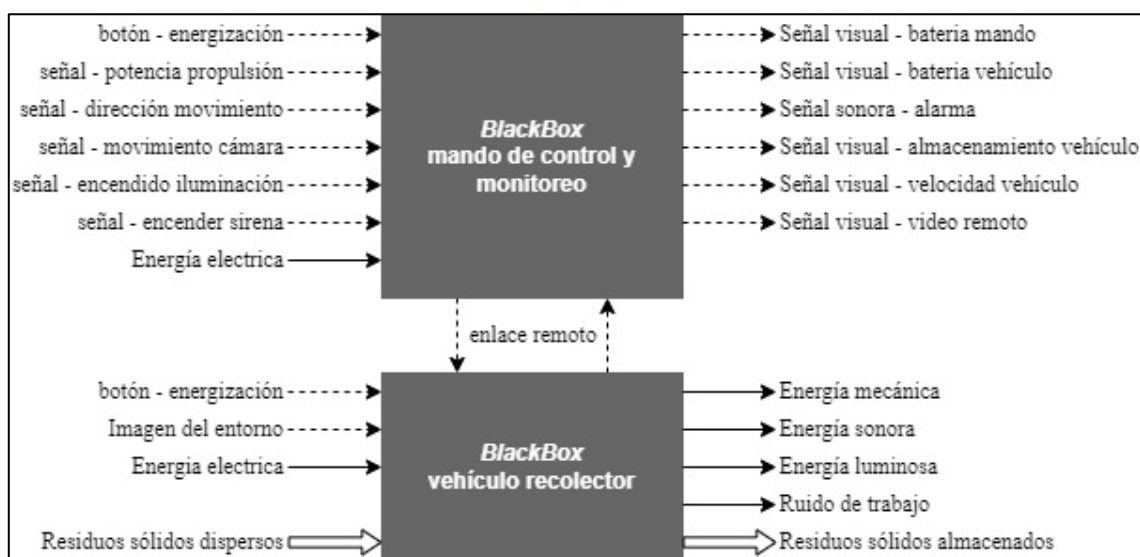 botón - energización
señal - potencia propulsión
señal - dirección movimiento
señal - movimiento cámara
señal - encendido iluminación
señal - encender sirena
Energía electrica
BlackBox
mando de control y
monitoreo
Señal visual - bateria mando
Señal visual - bateria vehículo
Señal sonora - alarma
Señal visual - almacenamiento vehículo
Señal visual - velocidad vehículo
Señal visual - video remoto
enlace remoto
botón - energización
Imagen del entorno
Energia electrica
Residuos sólidos dispersos
BlackBox
vehículo recolector
Energía mecánica
Energía sonora
Energía luminosa
Ruido de trabajo
Residuos sólidos almacenados